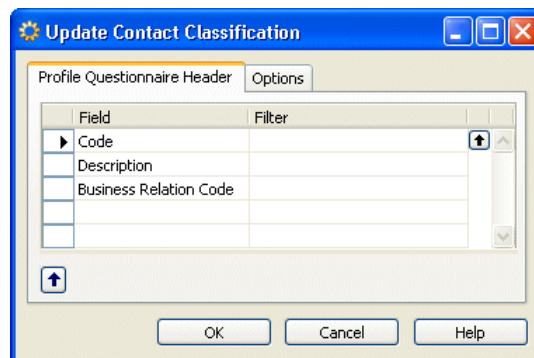 Update Contact Classification
Profile Questionnaire Header Options
Field Filter
Code
Description
Business Relation Code
OK Cancel Help